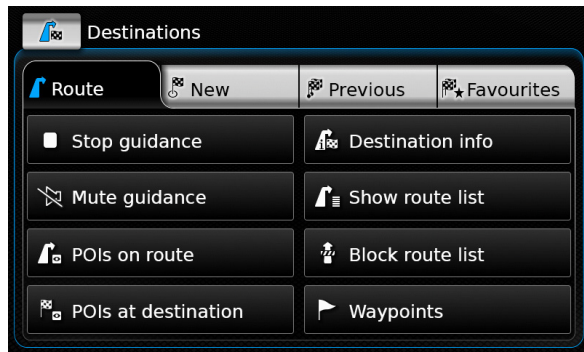 Destinations
Route
New
Previous
Favourites
Stop guidance
Destination info
Mute guidance
Show route list
POIs on route
Block route list
POIs at destination
Waypoints